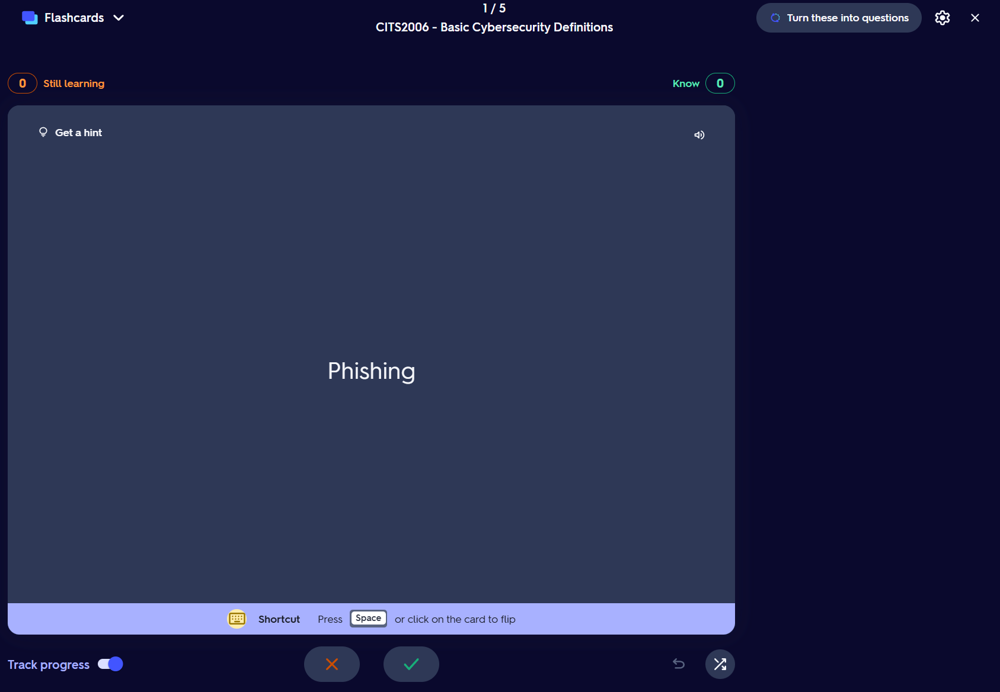 Flashcards
1 / 5
CITS2006 - Basic Cybersecurity Definitions
Turn these into questions
0 Still learning
Know 0
Get a hint
Phishing
Shortcut Press Space or click on the card to flip
Track progress